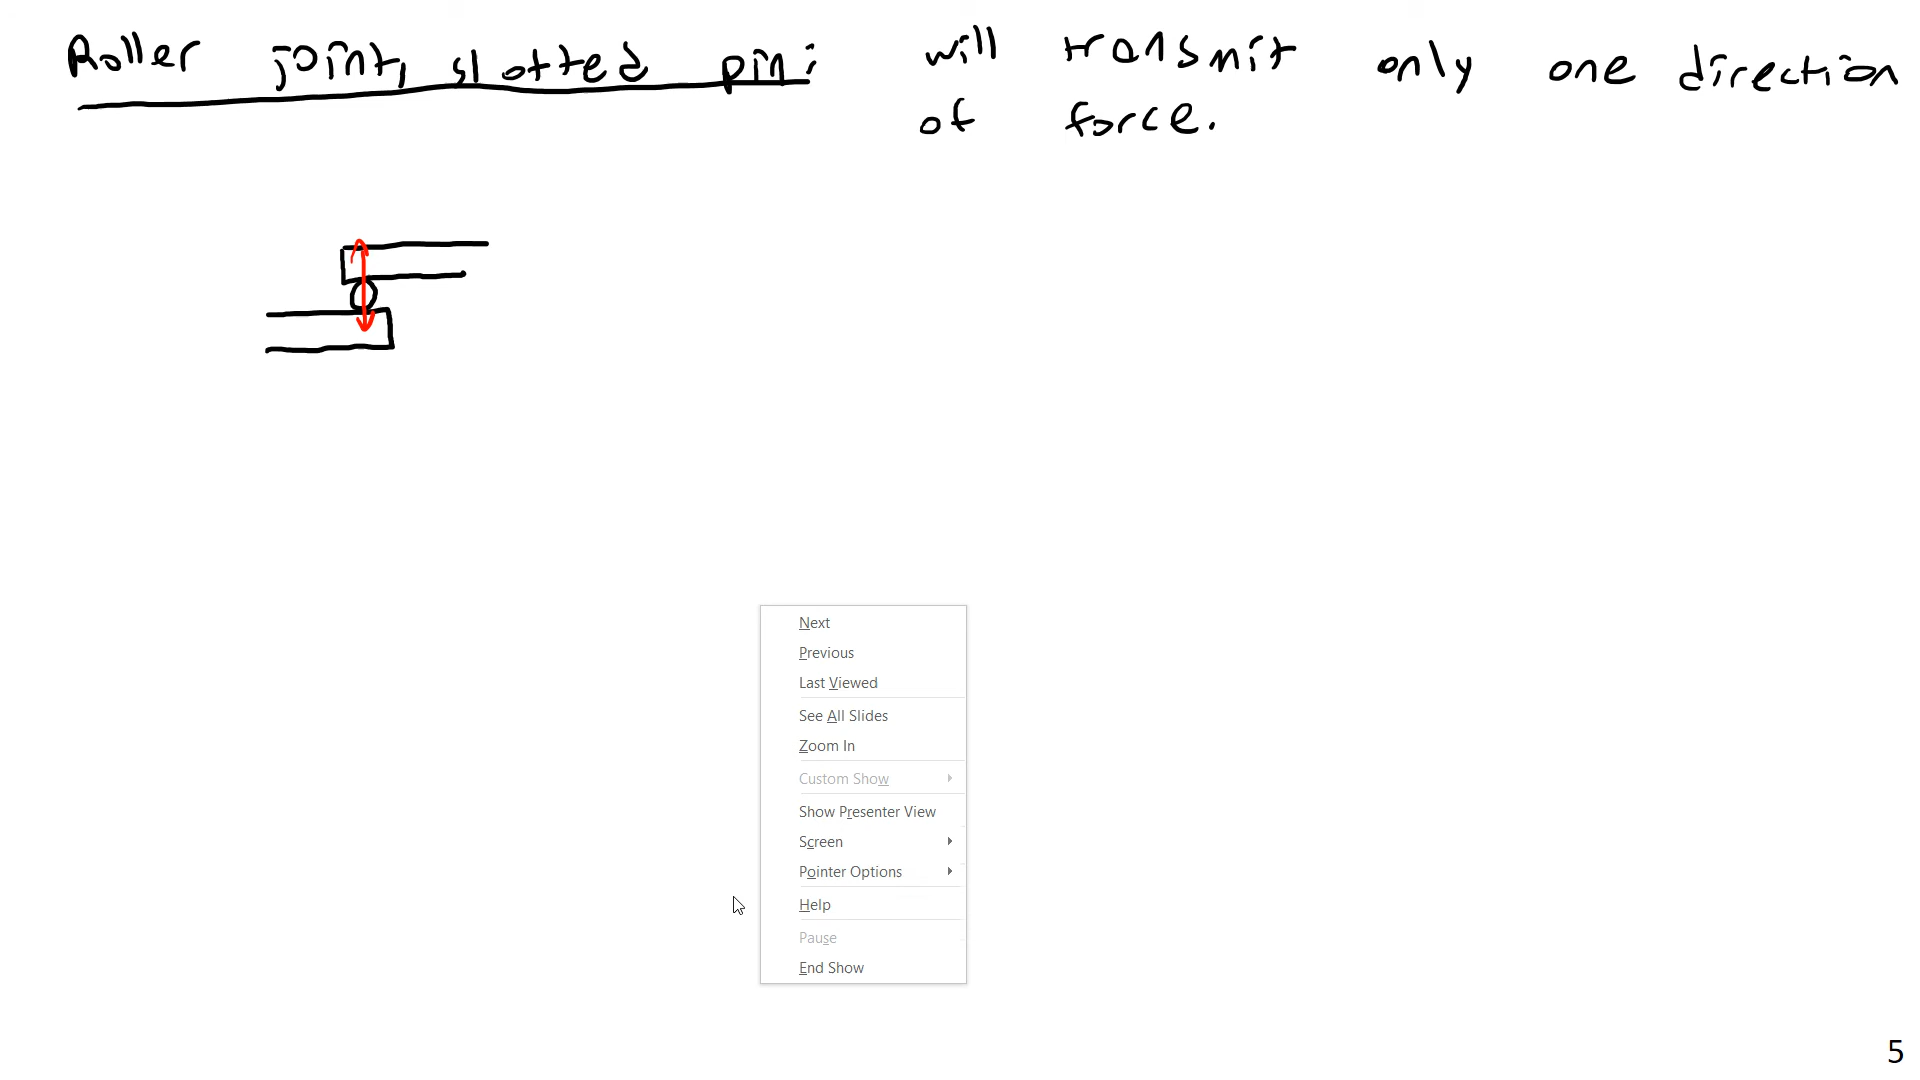 Roller joint, slotted pin: will transmit only one direction
of force.
Next
Previous
Last Viewed
See All Slides
Zoom In
Custom Show
Show Presenter View
Screen
Pointer Options
Help
Pause
End Show
5